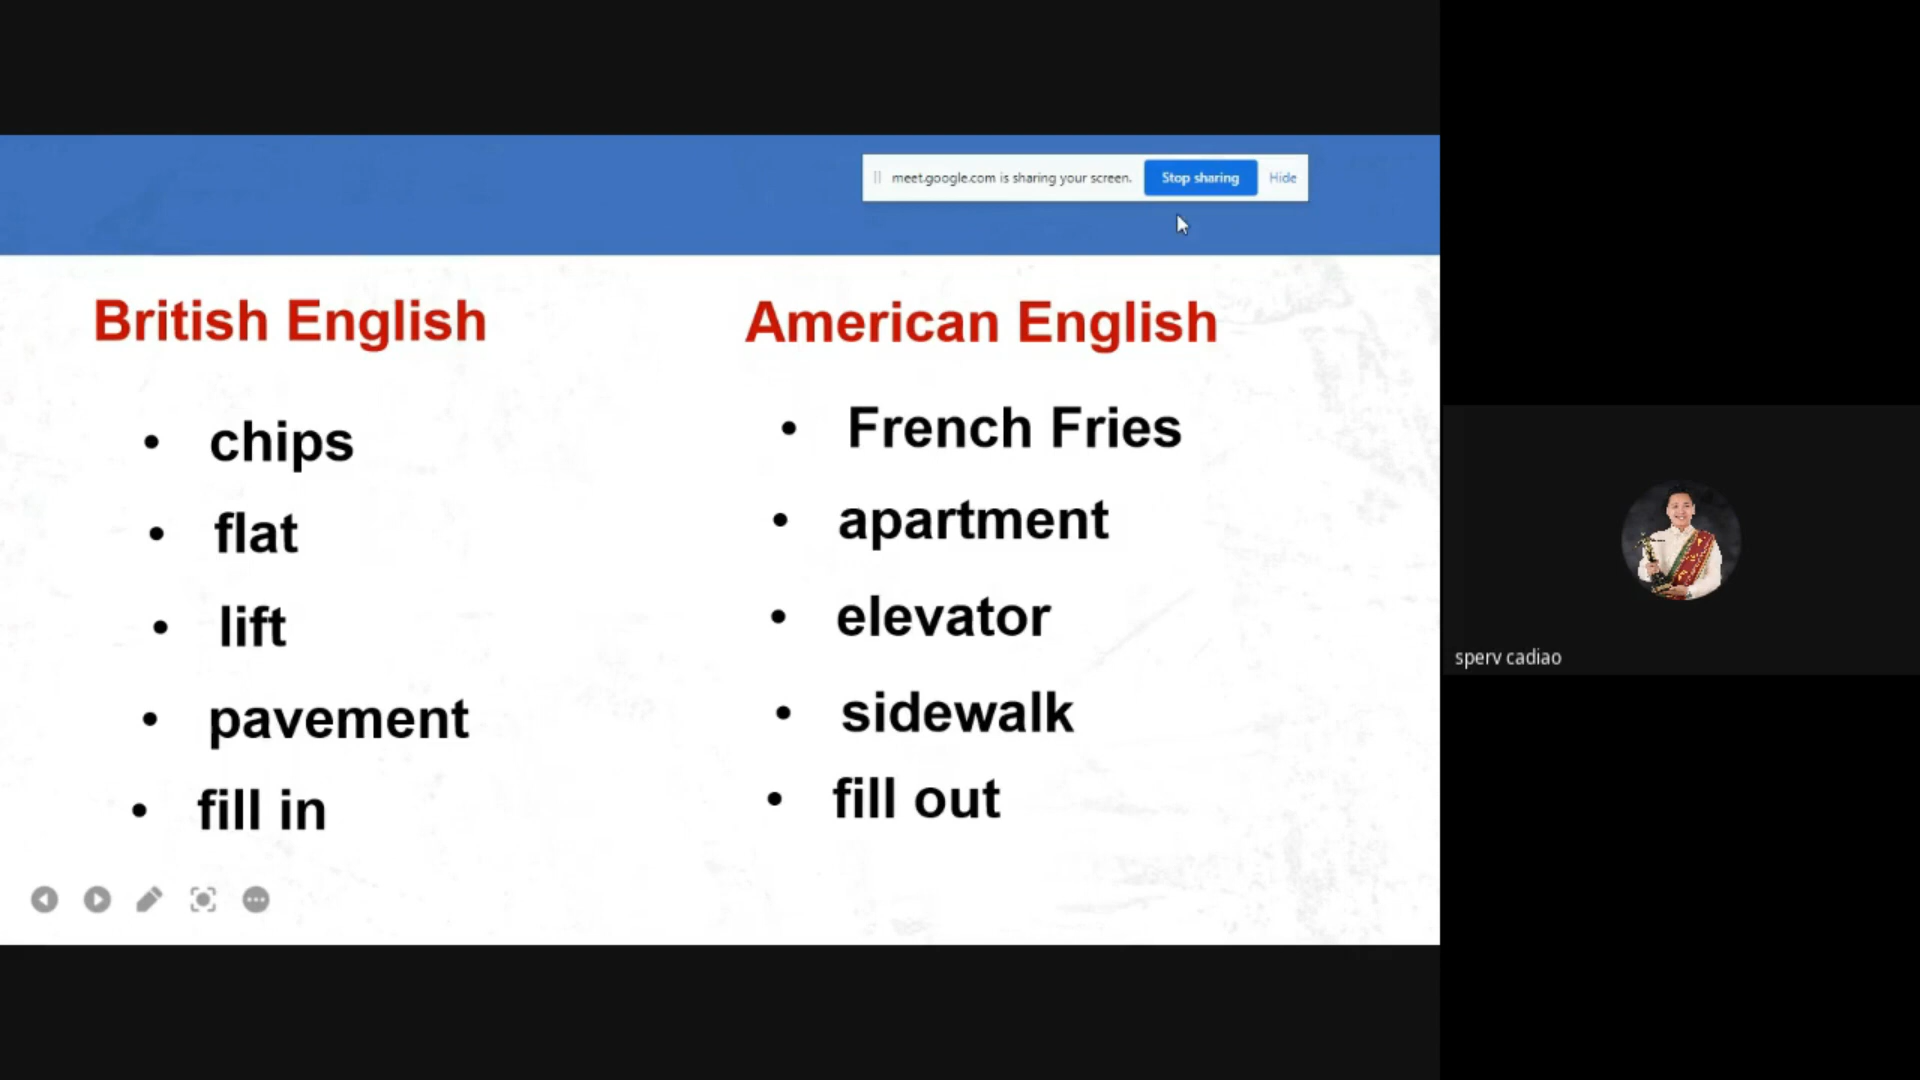 meet.google.com is sharing your screen. Stop sharing Hide
British English
American English
• chips
• French Fries
• flat
• apartment
• lift
• elevator
• pavement
• sidewalk
• fill in
• fill out
sperv cadiao